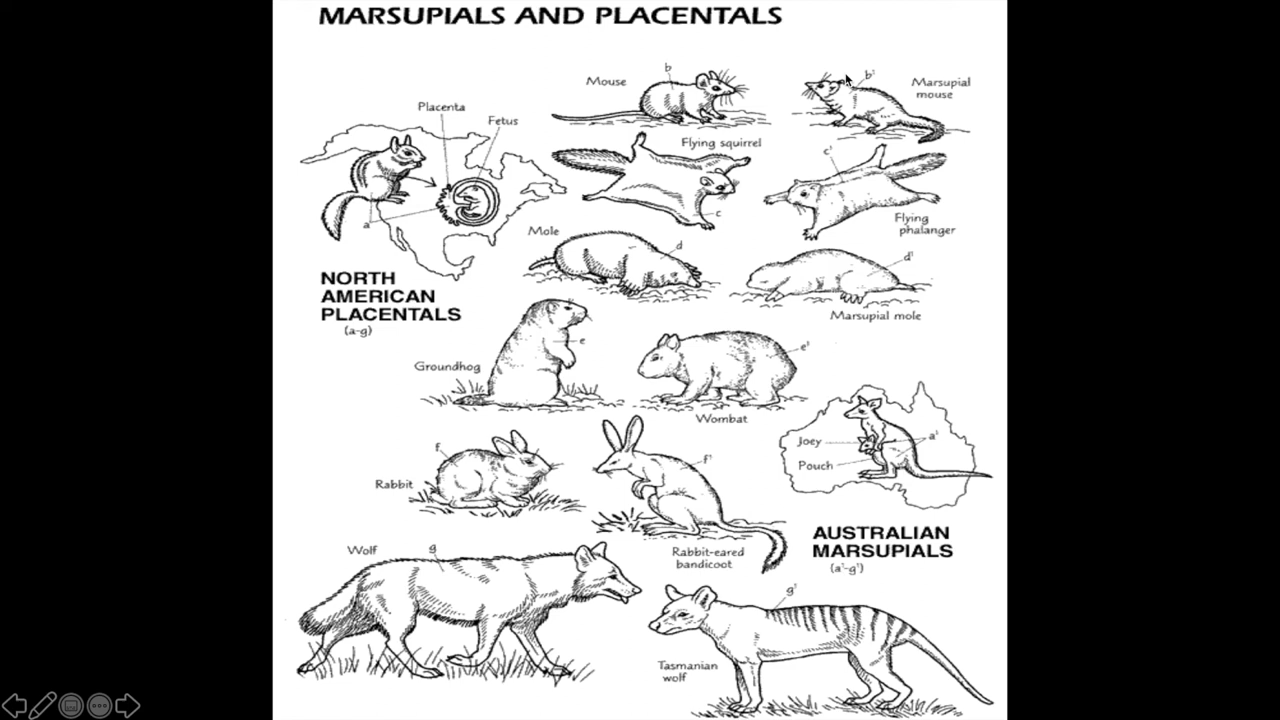 MARSUPIALS AND PLACENTALS
b
Mouse
b¹
Marsupial
mouse
Placenta
Fetus
a
Flying squirrel
c
c¹
Flying
phalanger
Mole
d
d¹
Marsupial mole
NORTH
AMERICAN
PLACENTALS
(a-g)
Groundhog
e
e¹
Wombat
Joey
a¹
Pouch
f
Rabbit
f¹
Rabbit-eared
bandicoot
AUSTRALIAN
MARSUPIALS
(a¹-g¹)
Wolf
g
g¹
Tasmanian
wolf